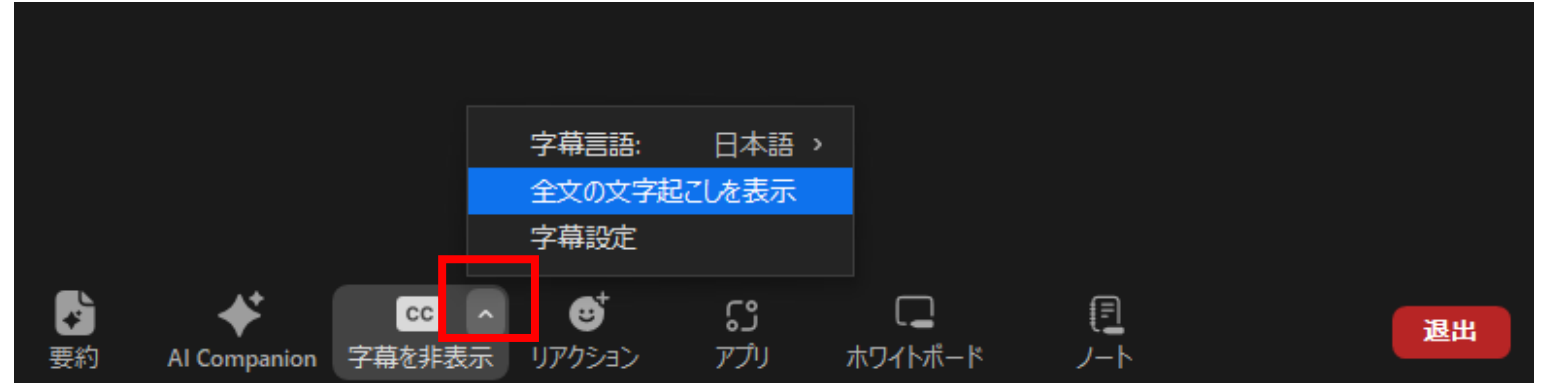 字幕言語: 日本語 >
全文の文字起こしを表示
字幕設定
CC
要約 AI Companion 字幕を非表示 リアクション アプリ ホワイトボード ノート 退出